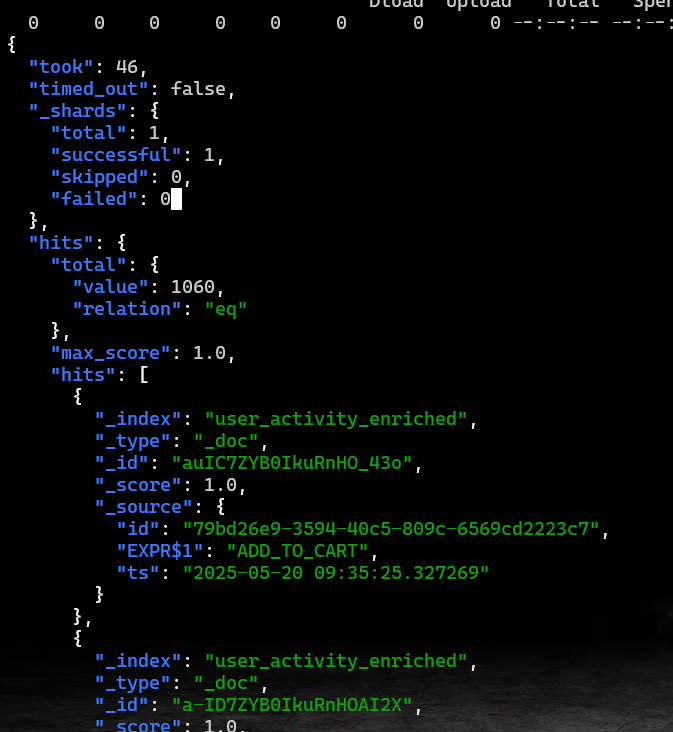 Dload Upload Total Spen
0 0 0 0 0 0 0 0 --:--:-- --:--:-
{
"took": 46,
"timed_out": false,
"_shards": {
"total": 1,
"successful": 1,
"skipped": 0,
"failed": 0
},
"hits": {
"total": {
"value": 1060,
"relation": "eq"
},
"max_score": 1.0,
"hits": [
{
"_index": "user_activity_enriched",
"_type": "_doc",
"_id": "auIC7ZYB0IkuRnHO_43o",
"_score": 1.0,
"_source": {
"id": "79bd26e9-3594-40c5-809c-6569cd2223c7",
"EXPR$1": "ADD_TO_CART",
"ts": "2025-05-20 09:35:25.327269"
}
},
{
"_index": "user_activity_enriched",
"_type": "_doc",
"_id": "a-ID7ZYB0IkuRnHOAI2X",
"_score": 1.0,